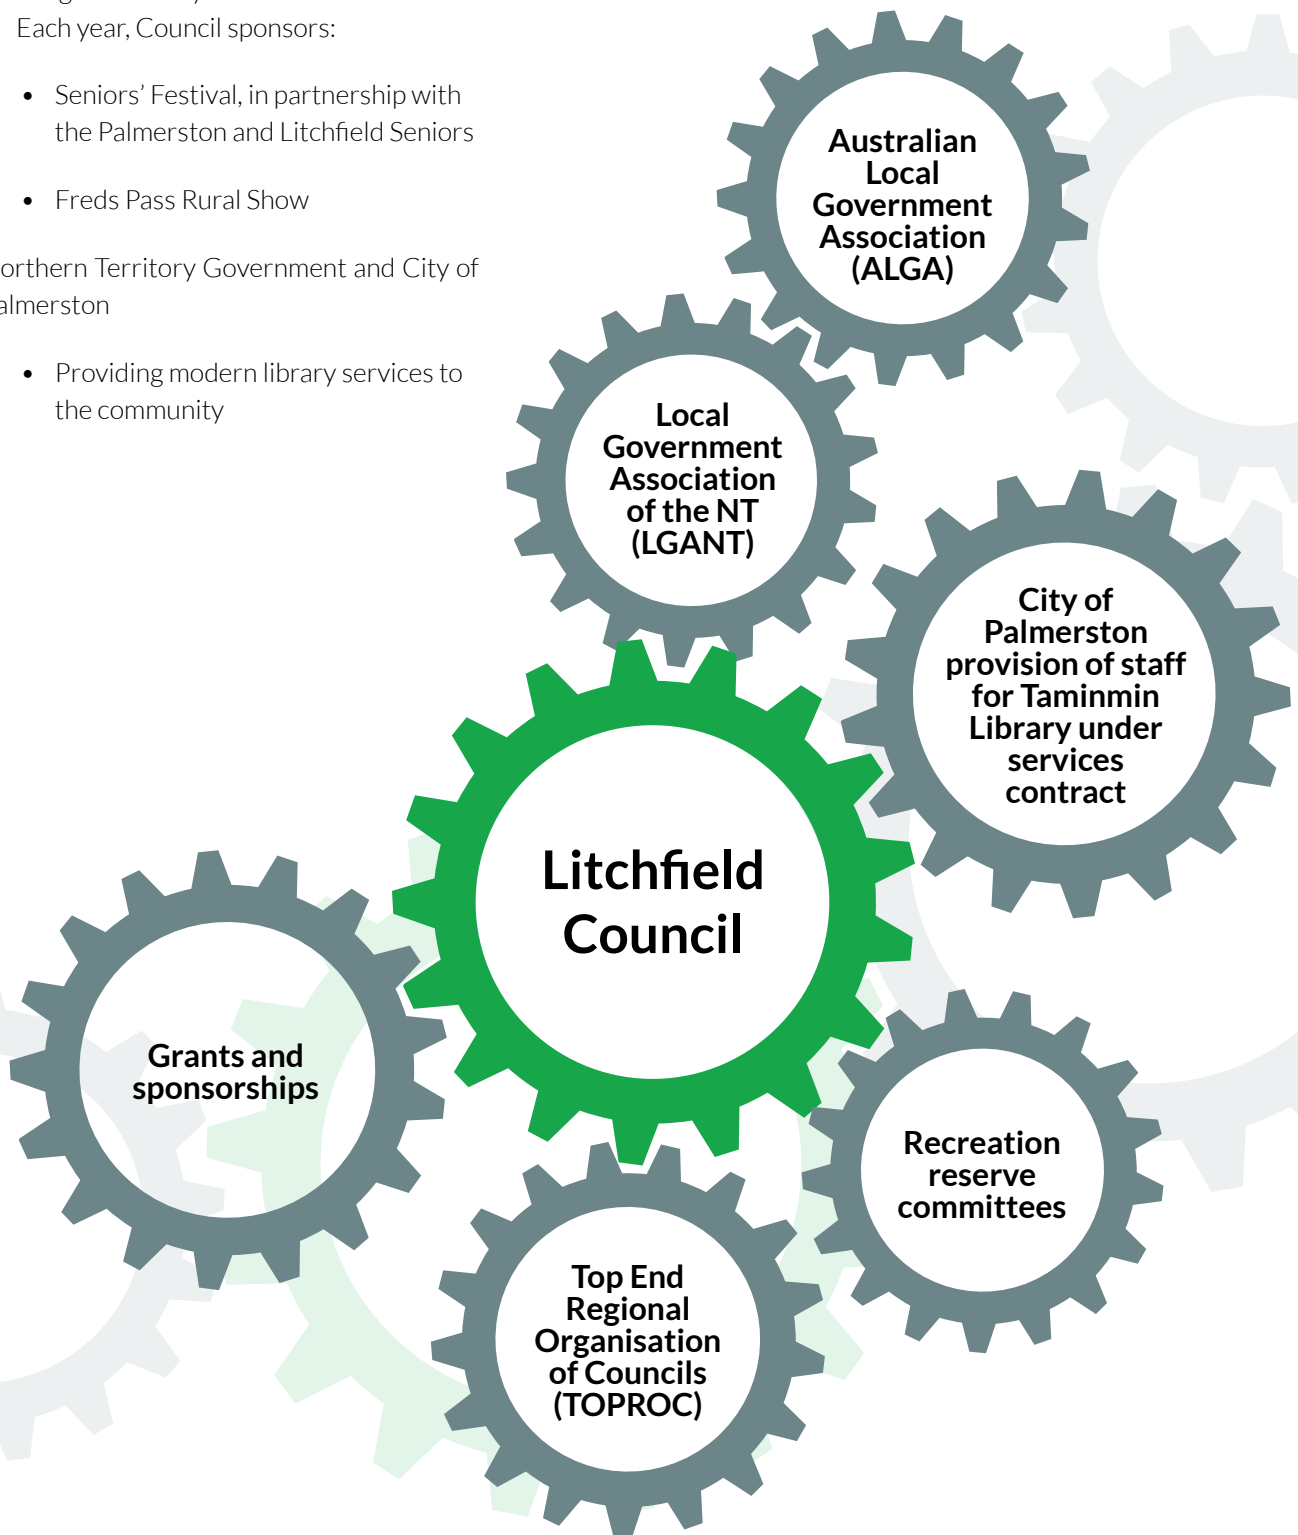 Each year, Council sponsors:
• Seniors’ Festival, in partnership with
the Palmerston and Litchfield Seniors
• Freds Pass Rural Show
orthern Territory Government and City of
almerston
• Providing modern library services to
the community
Australian
Local
Government
Association
(ALGA)
Local
Government
Association
of the NT
(LGANT)
City of
Palmerston
provision of staff
for Taminmin
Library under
services
contract
Litchfield
Council
Grants and
sponsorships
Recreation
reserve
committees
Top End
Regional
Organisation
of Councils
(TOPROC)